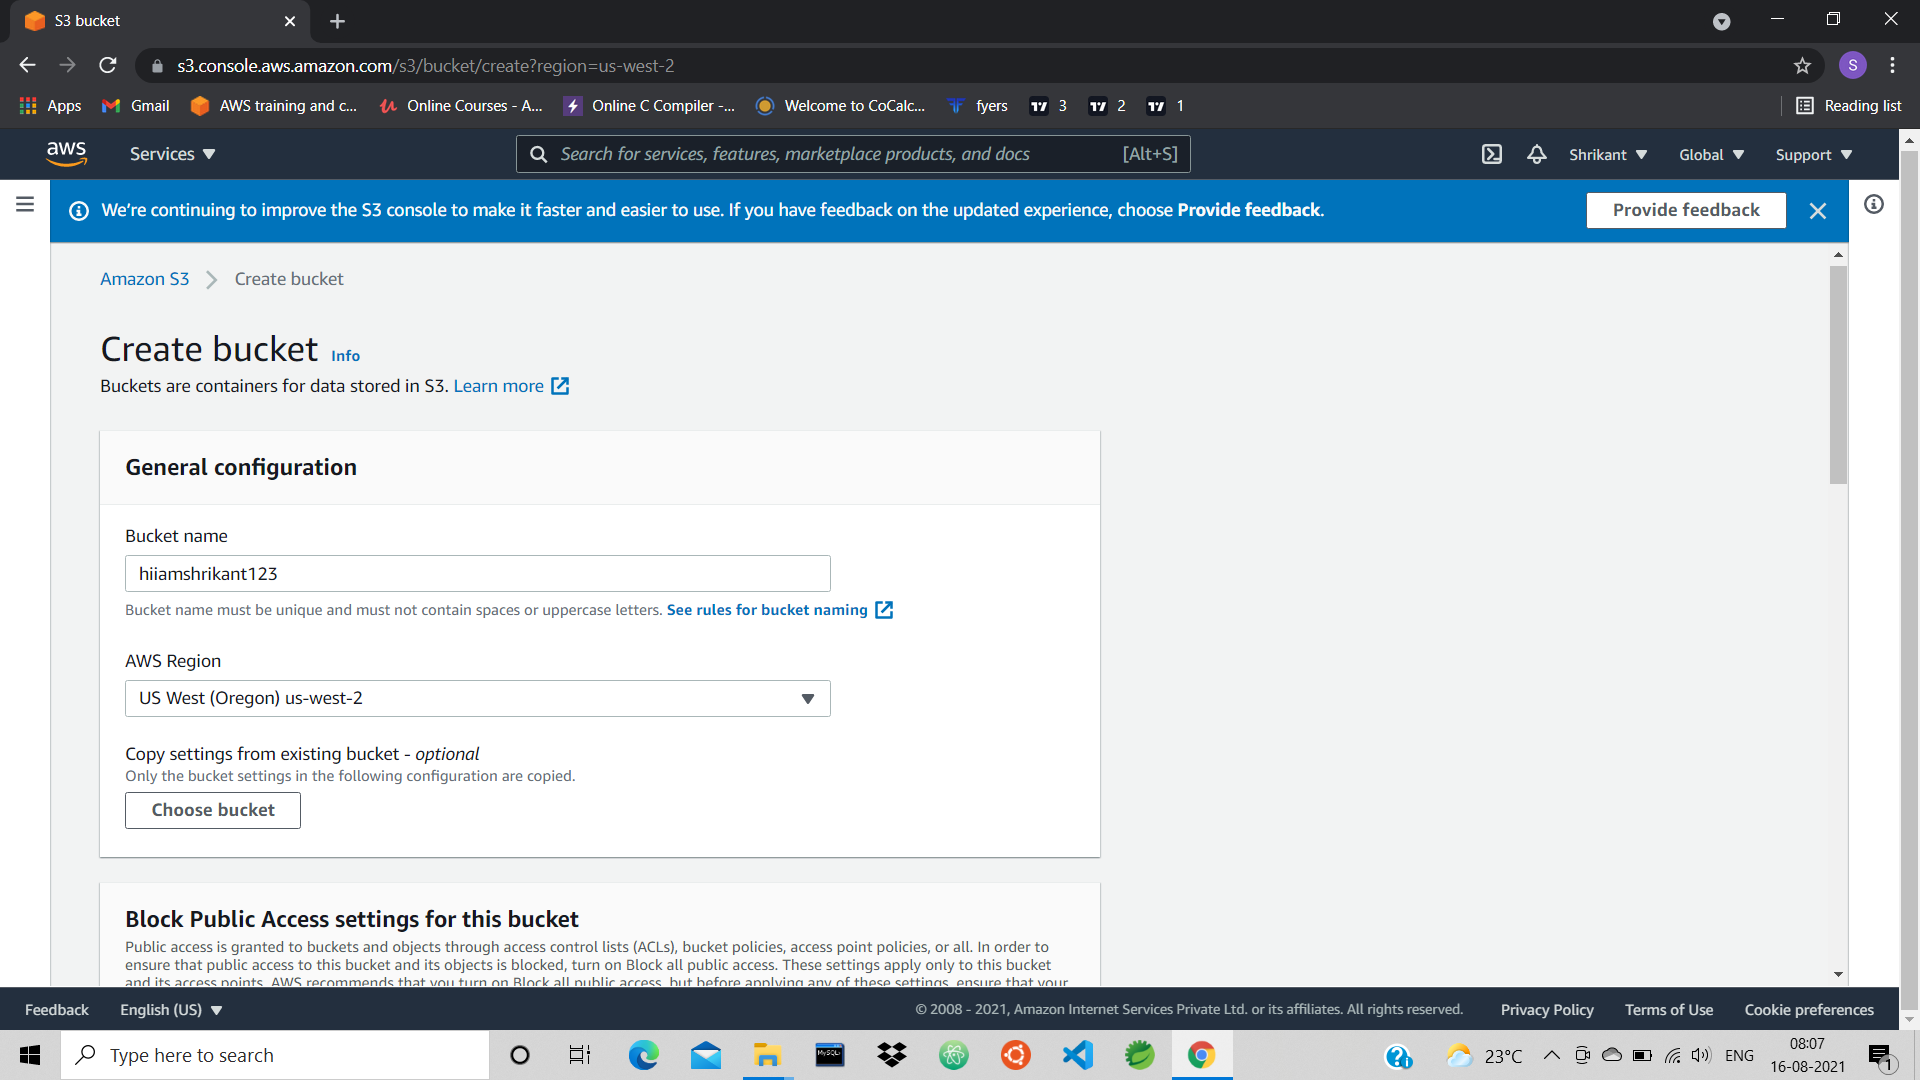 S3 bucket
s3.console.aws.amazon.com/s3/bucket/create?region=us-west-2
Apps Gmail AWS training and c... Online Courses - A... Online C Compiler -... Welcome to CoCalc... fyers 3 2 1 Reading list
aws Services Search for services, features, marketplace products, and docs [Alt+S] Shrikant Global Support
We're continuing to improve the S3 console to make it faster and easier to use. If you have feedback on the updated experience, choose Provide feedback. Provide feedback
Amazon S3 Create bucket
Create bucket Info
Buckets are containers for data stored in S3. Learn more
General configuration
Bucket name
hiiamshrikant123
Bucket name must be unique and must not contain spaces or uppercase letters. See rules for bucket naming
AWS Region
US West (Oregon) us-west-2
Copy settings from existing bucket - optional
Only the bucket settings in the following configuration are copied.
Choose bucket
Block Public Access settings for this bucket
Public access is granted to buckets and objects through access control lists (ACLs), bucket policies, access point policies, or all. In order to
ensure that public access to this bucket and its objects is blocked, turn on Block all public access. These settings apply only to this bucket
and its access points. AWS recommends that you turn on Block all public access, but before applying any of these settings, ensure that your
Feedback English (US) © 2008 - 2021, Amazon Internet Services Private Ltd. or its affiliates. All rights reserved. Privacy Policy Terms of Use Cookie preferences
Type here to search MySQL 23°C ENG 08:07
16-08-2021 1